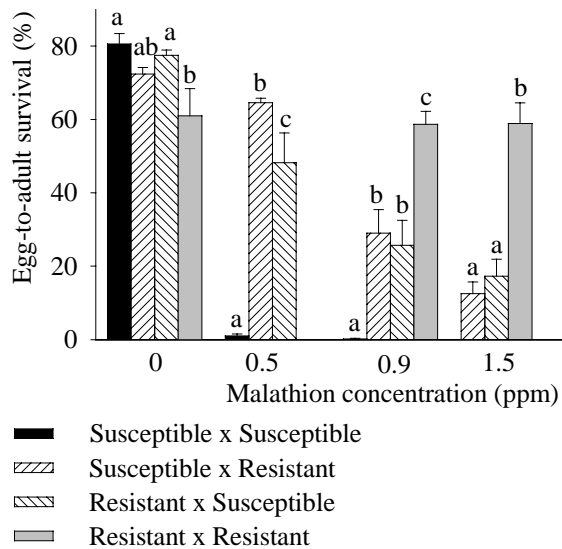 Egg-to-adult survival (%)
80
60
40
20
0
a
ab
a
b
a
b
c
a
b
b
c
a
a
b
0
0.5
0.9
1.5
Malathion concentration (ppm)
Susceptible x Susceptible
Susceptible x Resistant
Resistant x Susceptible
Resistant x Resistant